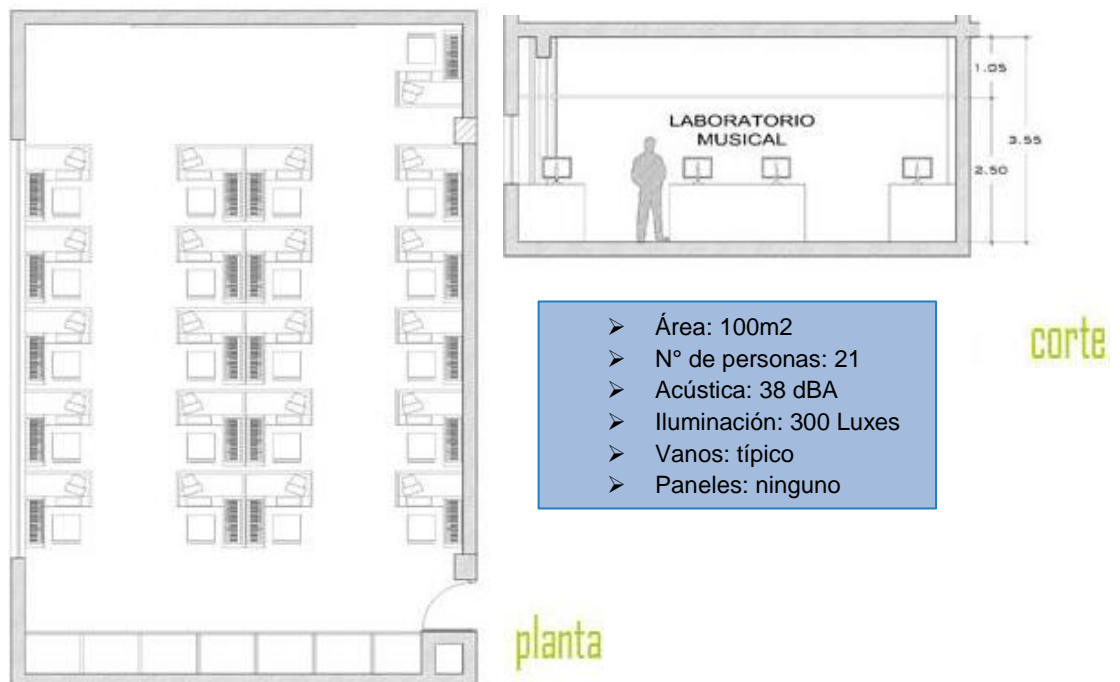 LABORATORIO
MUSICAL
1.05
2.50
3.55
➢ Área: 100m2
➢ N° de personas: 21
➢ Acústica: 38 dBA
➢ Iluminación: 300 Luxes
➢ Vanos: típico
➢ Paneles: ninguno
corte
planta